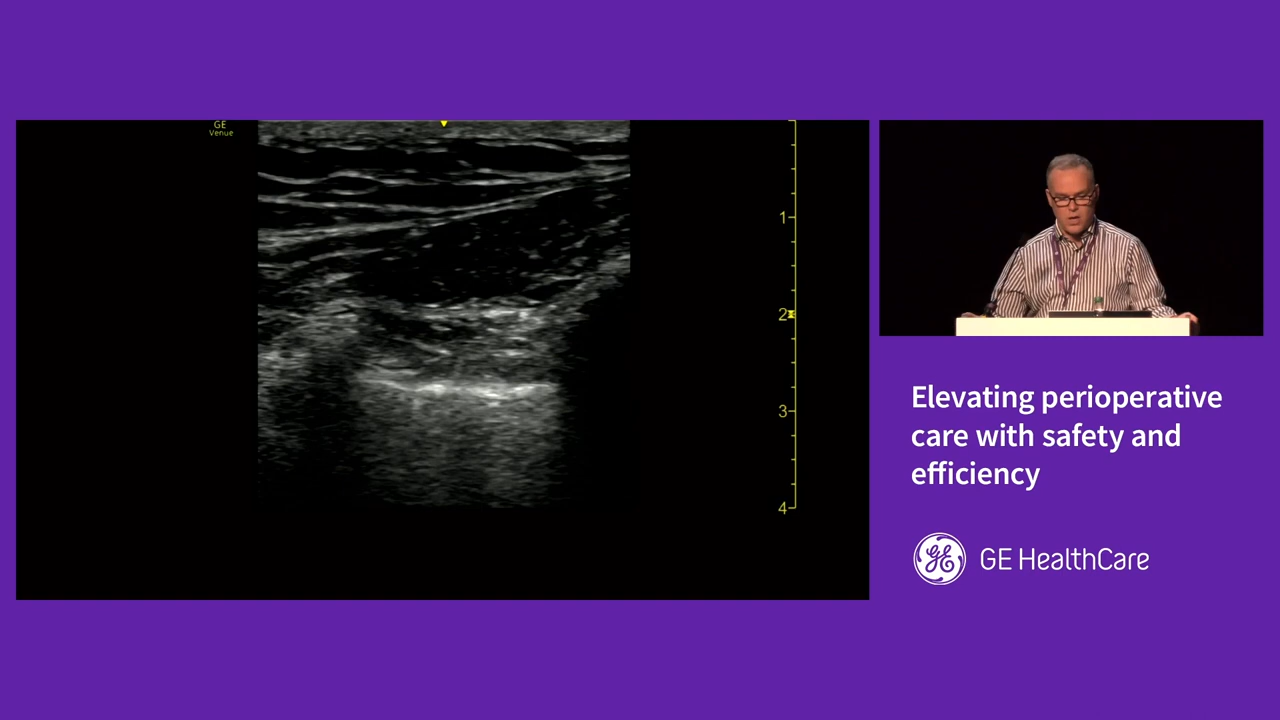 GE
Venue
1
2
3
4
Elevating perioperative
care with safety and
efficiency
GE HealthCare